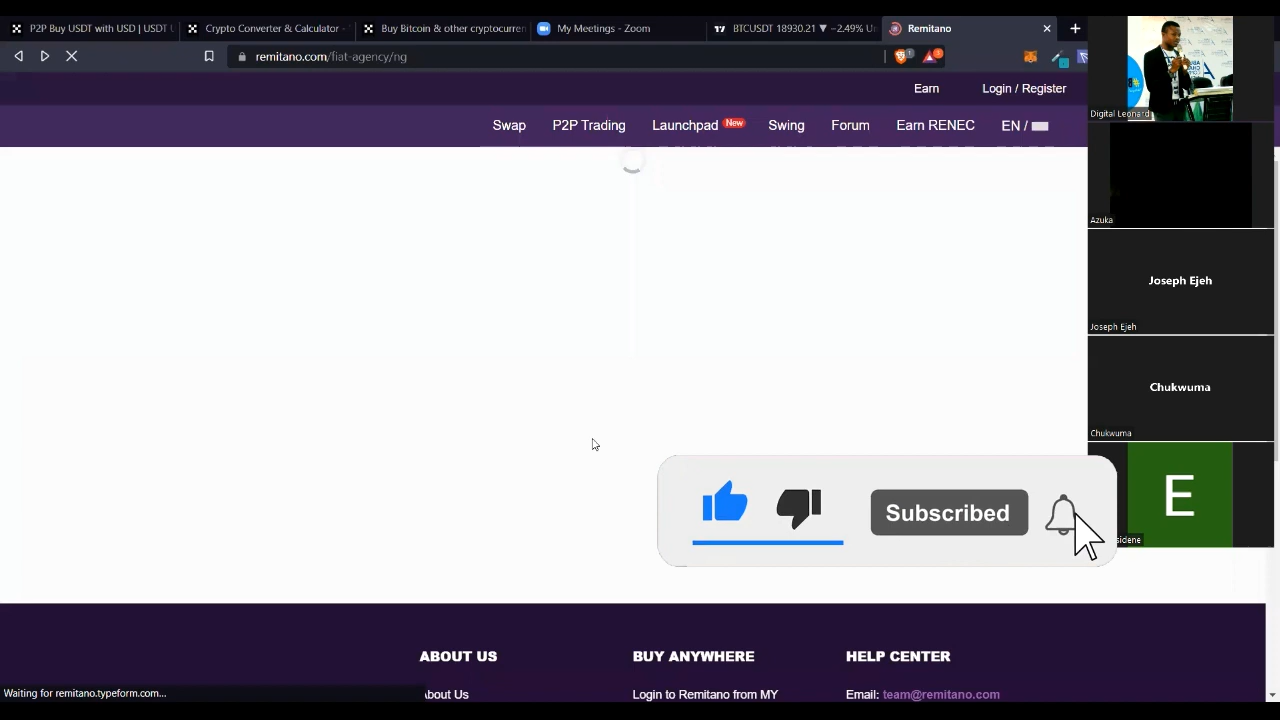 P2P Buy USDT with USD | USDT
Crypto Converter & Calculator
Buy Bitcoin & other cryptocurren
My Meetings - Zoom
BTCUSDT 18930.21 ▼ −2.49%
Remitano
remitano.com/fiat-agency/ng
Earn
Login / Register
Swap
P2P Trading
Launchpad New
Swing
Forum
Earn RENEC
EN /
Digital Leonard
Azuka
Joseph Ejeh
Joseph Ejeh
Chukwuma
Chukwuma
E
sidene
Subscribed
ABOUT US
BUY ANYWHERE
HELP CENTER
About Us
Login to Remitano from MY
Email: team@remitano.com
Waiting for remitano.typeform.com...